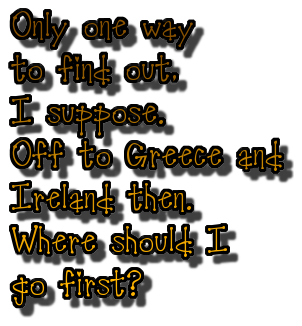 Only one way
to find out,
I suppose.
Off to Greece and
Ireland then.
Where should I
go first?